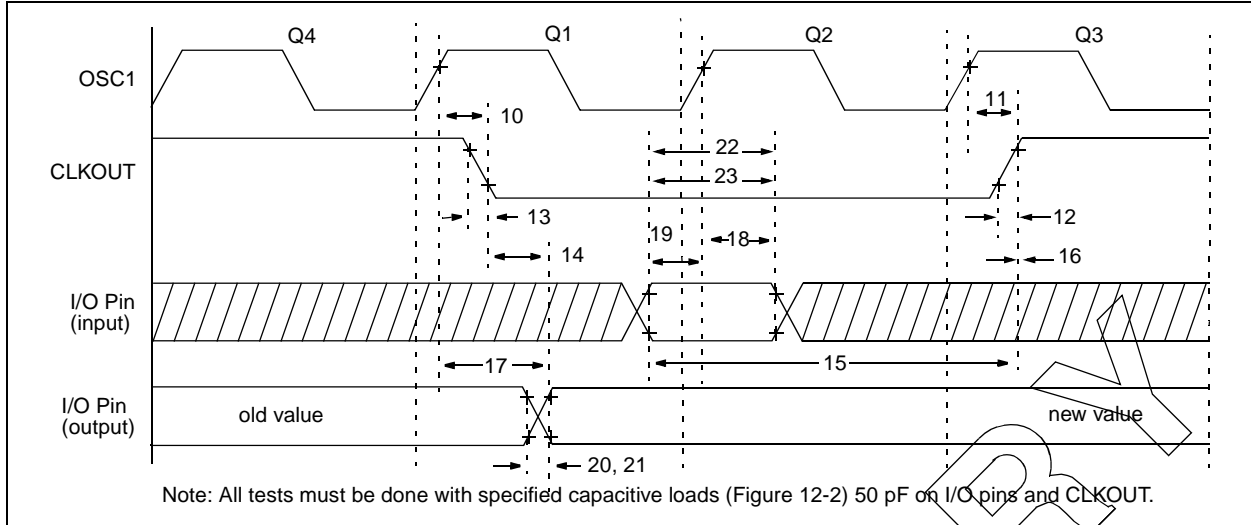 Q4 Q1 Q2 Q3
OSC1
10 11
CLKOUT
22
23
13 12
19 18
14 16
I/O Pin
(input)
17 15
I/O Pin
(output)
old value new value
20, 21
Note: All tests must be done with specified capacitive loads (Figure 12-2) 50 pF on I/O pins and CLKOUT.
R Y